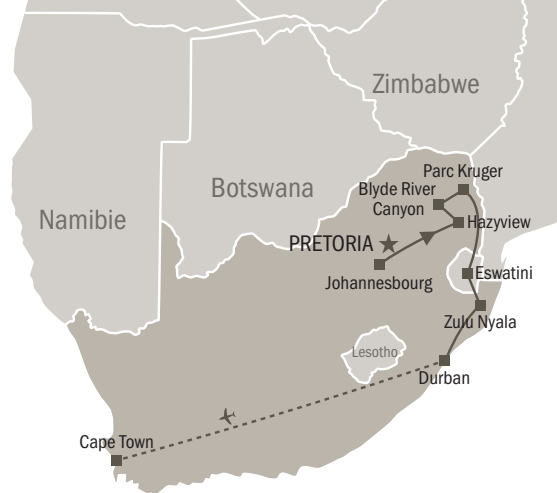 Zimbabwe
Parc Kruger
Botswana
Blyde River
Canyon
Namibie
Hazyview
PRETORIA
Eswatini
Johannesbourg
Zulu Nyala
Lesotho
Durban
Cape Town